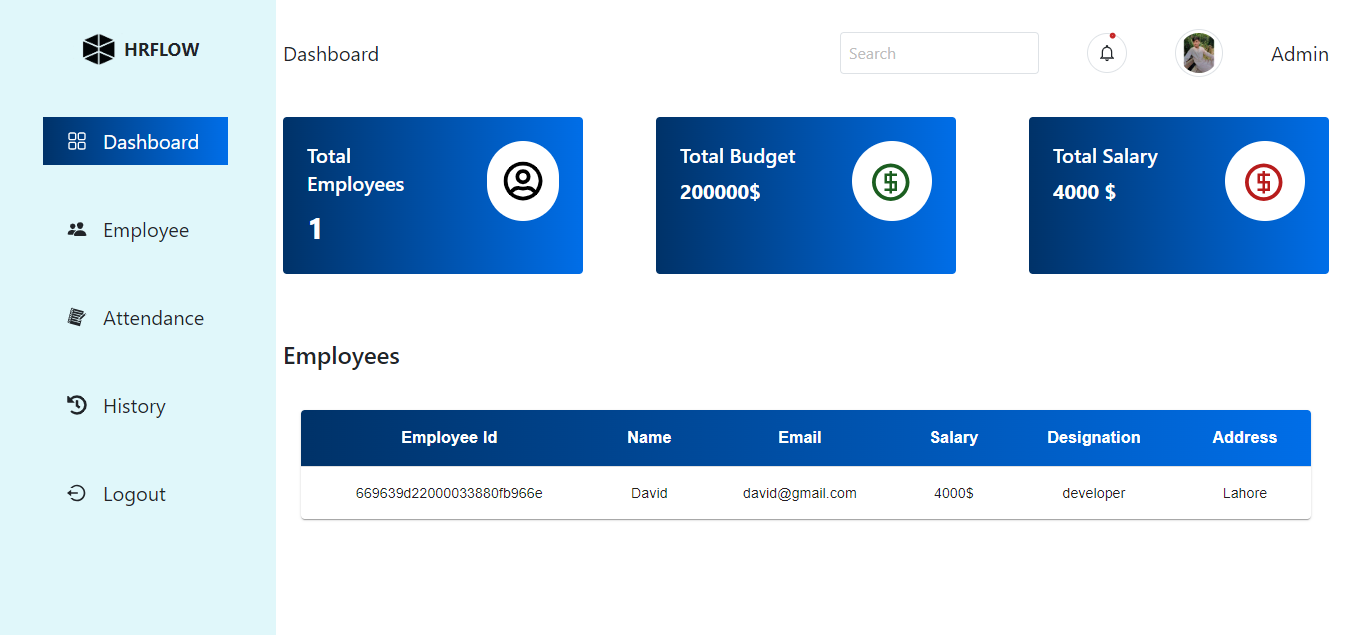 HRFLOW
Dashboard
Employee
Attendance
History
Logout
Dashboard
Search
Admin
Total
Employees
1
Total Budget
200000$
Total Salary
4000 $
Employees
Employee Id Name Email Salary Designation Address
669639d22000033880fb966e David david@gmail.com 4000$ developer Lahore